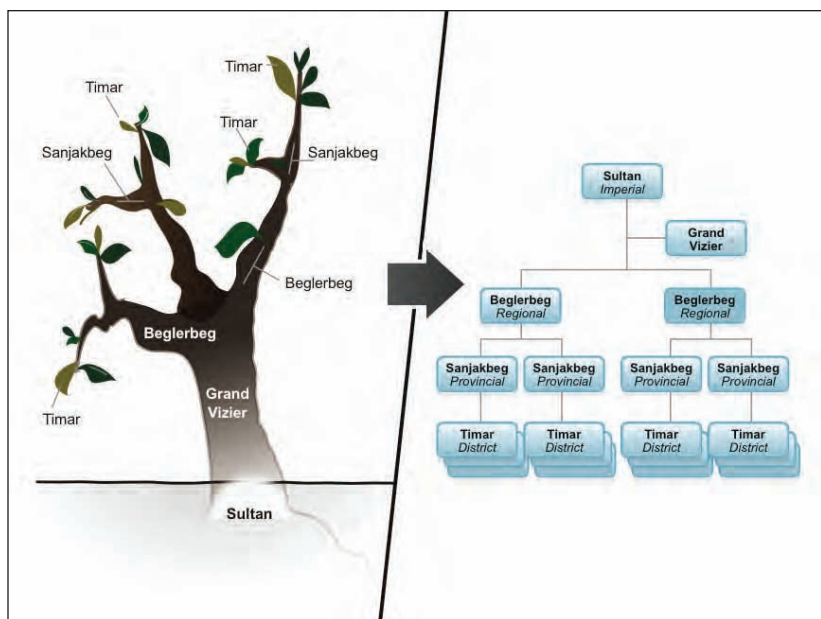 Timar
Timar
Timar
Sanjakbeg
Sanjakbeg
Beglerbeg
Beglerbeg
Timar
Grand
Vizier
Sultan
Sultan
Imperial
Grand
Vizier
Beglerbeg
Regional
Beglerbeg
Regional
Sanjakbeg
Provincial
Sanjakbeg
Provincial
Sanjakbeg
Provincial
Sanjakbeg
Provincial
Timar
District
Timar
District
Timar
District
Timar
District